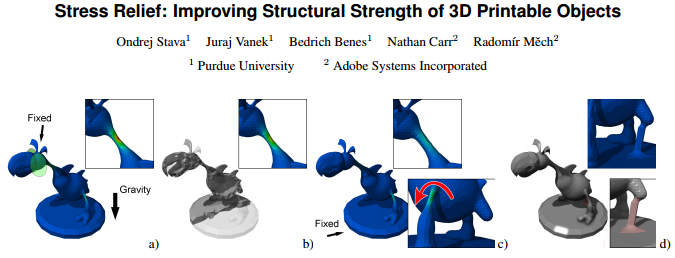 Stress Relief: Improving Structural Strength of 3D Printable Objects
Ondrej Stava¹ Juraj Vanek¹ Bedrich Benes¹ Nathan Carr² Radomír Měch²
¹ Purdue University ² Adobe Systems Incorporated
Fixed
Gravity
Fixed
a)
b)
c)
d)